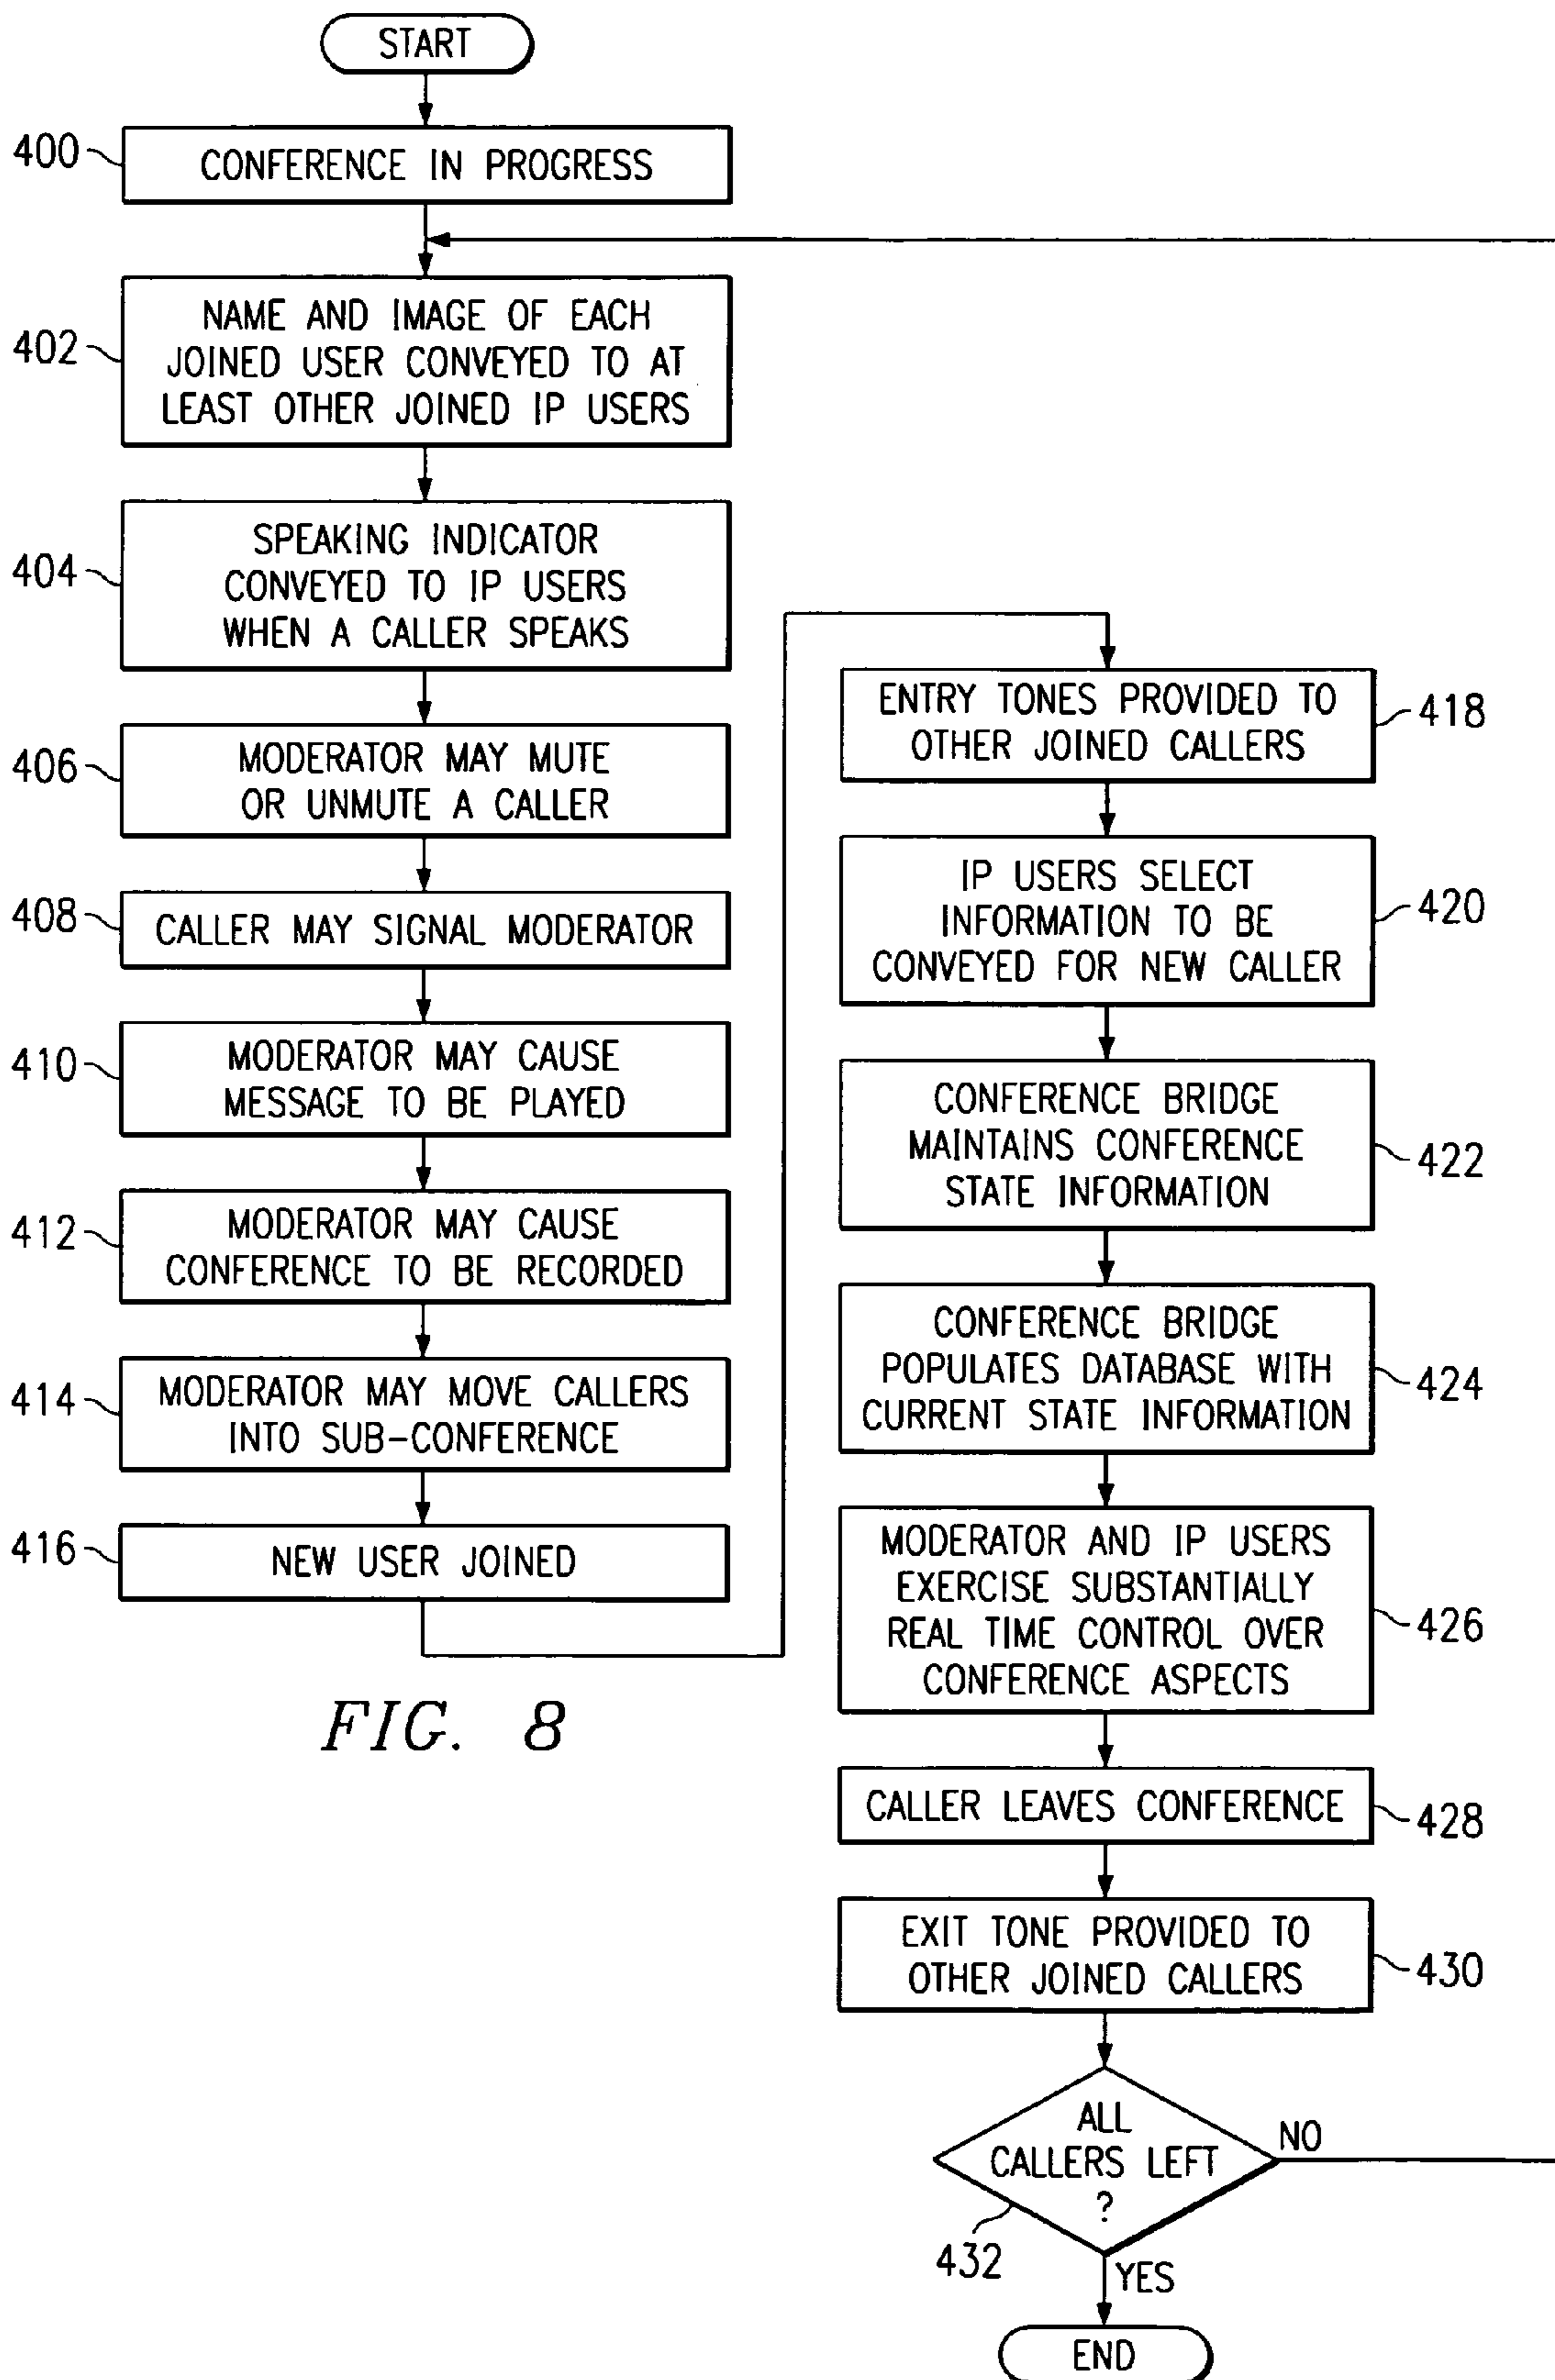 START
400
CONFERENCE IN PROGRESS
402
NAME AND IMAGE OF EACH
JOINED USER CONVEYED TO AT
LEAST OTHER JOINED IP USERS
404
SPEAKING INDICATOR
CONVEYED TO IP USERS
WHEN A CALLER SPEAKS
406
MODERATOR MAY MUTE
OR UNMUTE A CALLER
408
CALLER MAY SIGNAL MODERATOR
410
MODERATOR MAY CAUSE
MESSAGE TO BE PLAYED
412
MODERATOR MAY CAUSE
CONFERENCE TO BE RECORDED
414
MODERATOR MAY MOVE CALLERS
INTO SUB-CONFERENCE
416
NEW USER JOINED
FIG. 8
ENTRY TONES PROVIDED TO
OTHER JOINED CALLERS
418
IP USERS SELECT
INFORMATION TO BE
CONVEYED FOR NEW CALLER
420
CONFERENCE BRIDGE
MAINTAINS CONFERENCE
STATE INFORMATION
422
CONFERENCE BRIDGE
POPULATES DATABASE WITH
CURRENT STATE INFORMATION
424
MODERATOR AND IP USERS
EXERCISE SUBSTANTIALLY
REAL TIME CONTROL OVER
CONFERENCE ASPECTS
426
CALLER LEAVES CONFERENCE
428
EXIT TONE PROVIDED TO
OTHER JOINED CALLERS
430
ALL
CALLERS LEFT
?
NO
432
YES
END